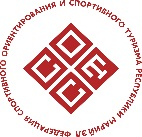 ФЕДЕРАЦИЯ СПОРТИВНОГО ОРИЕНТИРОВАНИЯ И СПОРТИВНОГО ТУРИЗМА РЕСПУБЛИКИ МАРИЙ ЭЛ